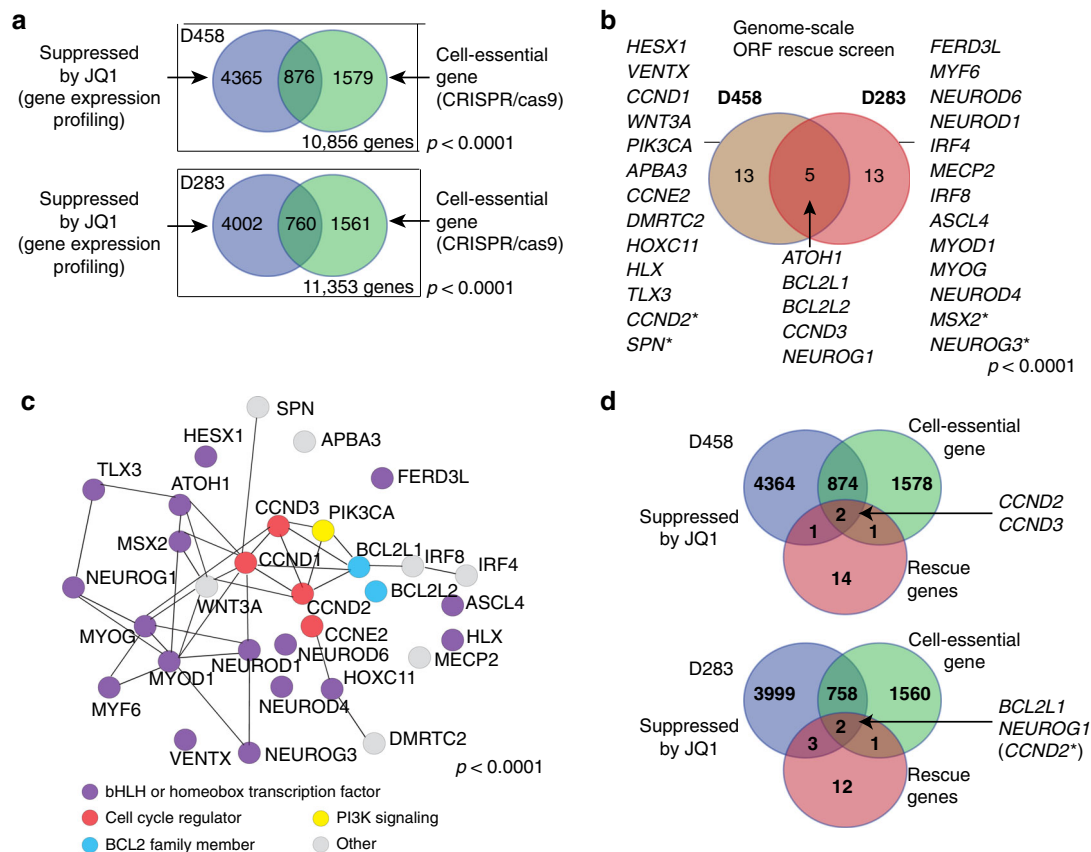 a
D458
Suppressed
by JQ1
(gene expression
profiling)
4365
876
1579
Cell-essential
gene
(CRISPR/cas9)
10,856 genes
p < 0.0001
D283
Suppressed
by JQ1
(gene expression
profiling)
4002
760
1561
Cell-essential
gene
(CRISPR/cas9)
11,353 genes
p < 0.0001
b
Genome-scale
ORF rescue screen
HESX1
VENTX
CCND1
WNT3A
PIK3CA
APBA3
CCNE2
DMRTC2
HOXC11
HLX
TLX3
CCND2*
SPN*
D458
D283
13
5
13
ATOH1
BCL2L1
BCL2L2
CCND3
NEUROG1
FERD3L
MYF6
NEUROD6
NEUROD1
IRF4
MECP2
IRF8
ASCL4
MYOD1
MYOG
NEUROD4
MSX2*
NEUROG3*
p < 0.0001
c
SPN
HESX1
APBA3
TLX3
FERD3L
ATOH1
CCND3
PIK3CA
MSX2
CCND1
BCL2L1
IRF8
IRF4
NEUROG1
WNT3A
CCND2
BCL2L2
ASCL4
MYOG
CCNE2
HLX
NEUROD1
NEUROD6
MECP2
MYOD1
HOXC11
MYF6
NEUROD4
DMRTC2
VENTX
NEUROG3
p < 0.0001
bHLH or homeobox transcription factor
Cell cycle regulator
PI3K signaling
BCL2 family member
Other
d
D458
Cell-essential
gene
4364
874
1578
2
CCND2
CCND3
Suppressed
by JQ1
1
1
14
Rescue
genes
D283
Cell-essential
gene
3999
758
1560
2
BCL2L1
NEUROG1
(CCND2*)
Suppressed
by JQ1
3
1
12
Rescue
genes